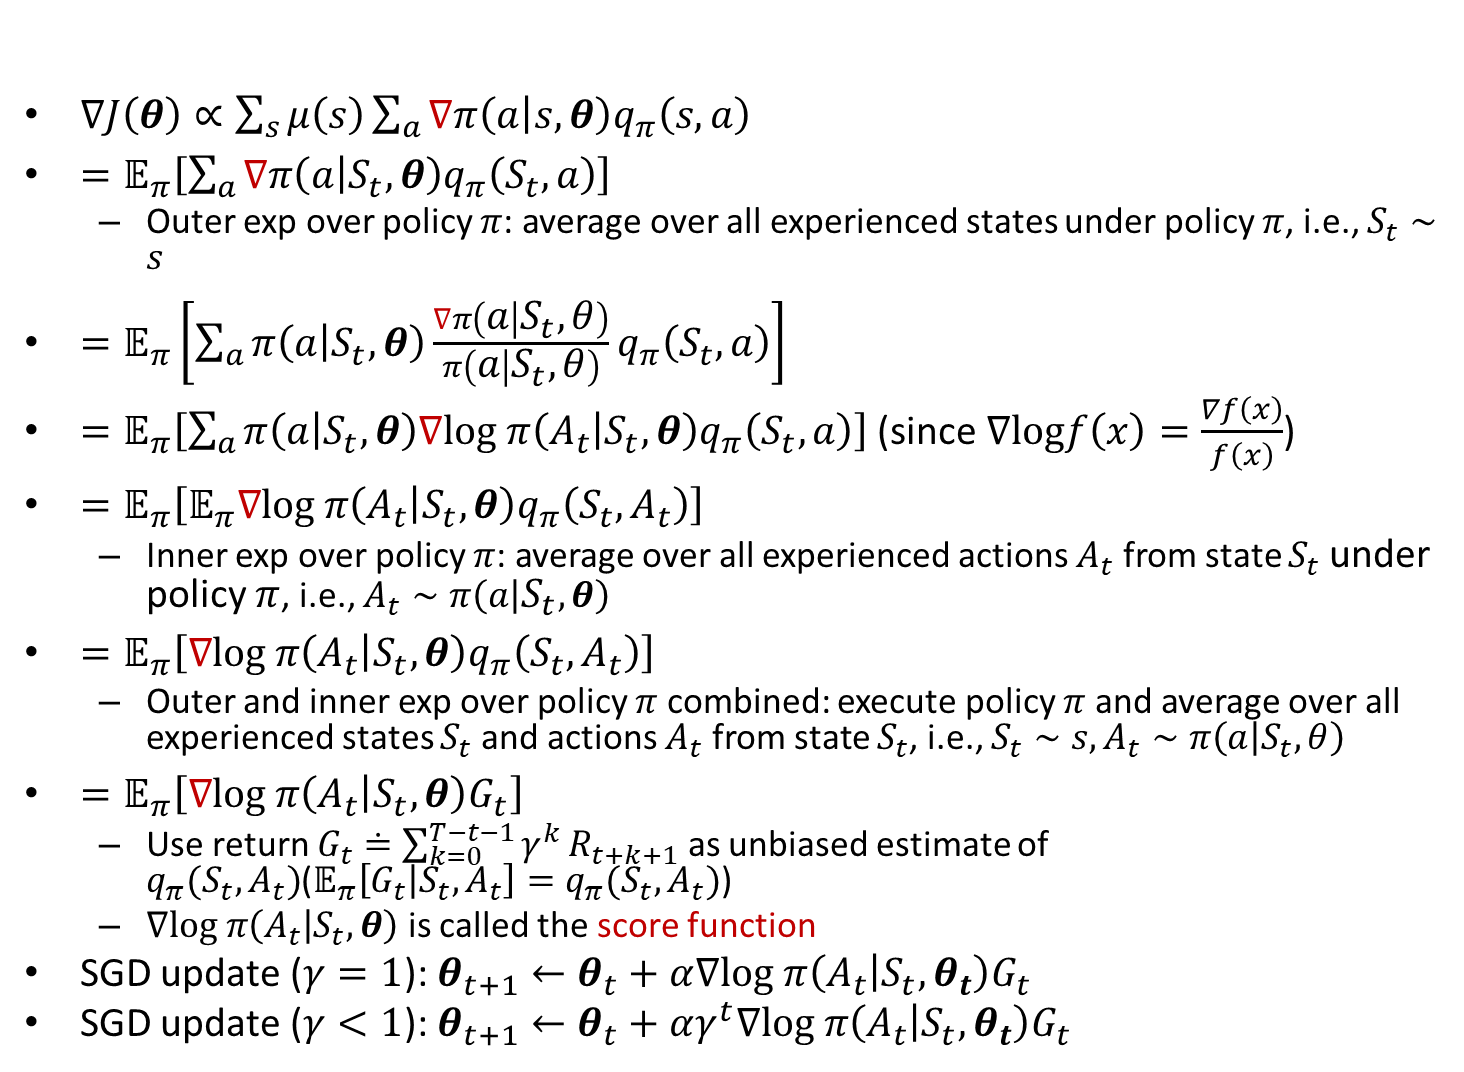 • ∇J(𝜽) ∝ ∑ₛ μ(s) ∑ₐ ∇π(a|s, 𝜽)q_π(s, a)
• = 𝔼_π[∑ₐ ∇π(a|S_t, 𝜽)q_π(S_t, a)]
– Outer exp over policy π: average over all experienced states under policy π, i.e., S_t ~
s
• = 𝔼_π [∑ₐ π(a|S_t, 𝜽) ∇π(a|S_t, θ)/π(a|S_t, θ) q_π(S_t, a)]
• = 𝔼_π[∑ₐ π(a|S_t, 𝜽)∇log π(A_t|S_t, 𝜽)q_π(S_t, a)] (since ∇logf(x) = ∇f(x)/f(x))
• = 𝔼_π[𝔼_π∇log π(A_t|S_t, 𝜽)q_π(S_t, A_t)]
– Inner exp over policy π: average over all experienced actions A_t from state S_t under
policy π, i.e., A_t ~ π(a|S_t, 𝜽)
• = 𝔼_π[∇log π(A_t|S_t, 𝜽)q_π(S_t, A_t)]
– Outer and inner exp over policy π combined: execute policy π and average over all
experienced states S_t and actions A_t from state S_t, i.e., S_t ~ s, A_t ~ π(a|S_t, θ)
• = 𝔼_π[∇log π(A_t|S_t, 𝜽)G_t]
– Use return G_t ≐ ∑_{k=0}^{T−t−1} γ^k R_{t+k+1} as unbiased estimate of
q_π(S_t, A_t)(𝔼_π[G_t|S_t, A_t] = q_π(S_t, A_t))
– ∇log π(A_t|S_t, 𝜽) is called the score function
• SGD update (γ = 1): 𝜽_{t+1} ← 𝜽_t + α∇log π(A_t|S_t, 𝜽_𝒕)G_t
• SGD update (γ < 1): 𝜽_{t+1} ← 𝜽_t + αγ^t∇log π(A_t|S_t, 𝜽_𝒕)G_t